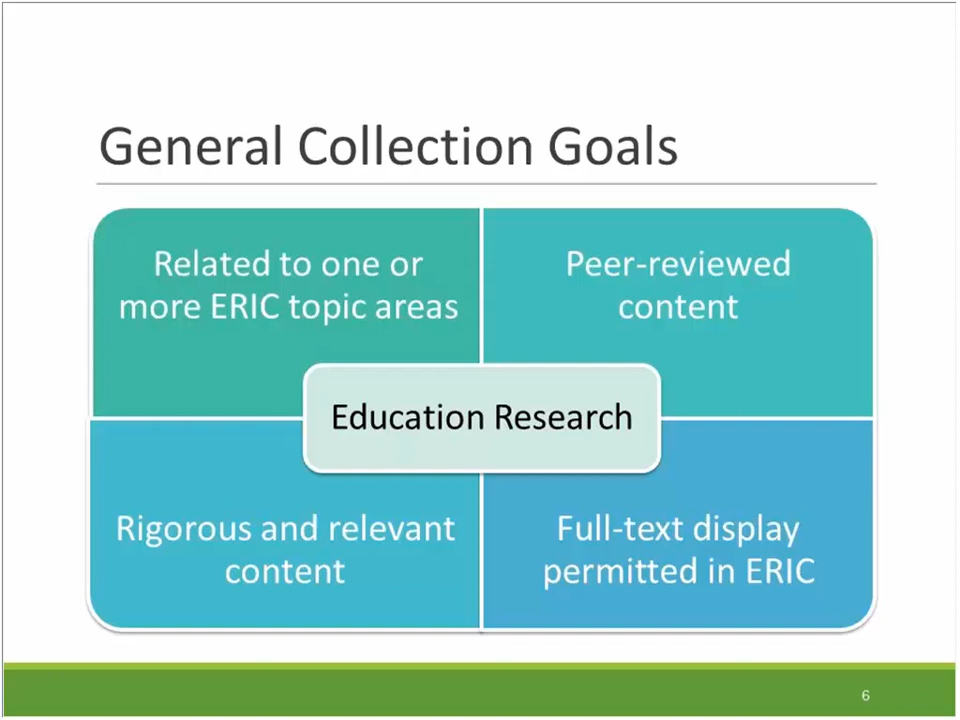 General Collection Goals
Related to one or
more ERIC topic areas
Peer-reviewed
content
Education Research
Rigorous and relevant
content
Full-text display
permitted in ERIC
6